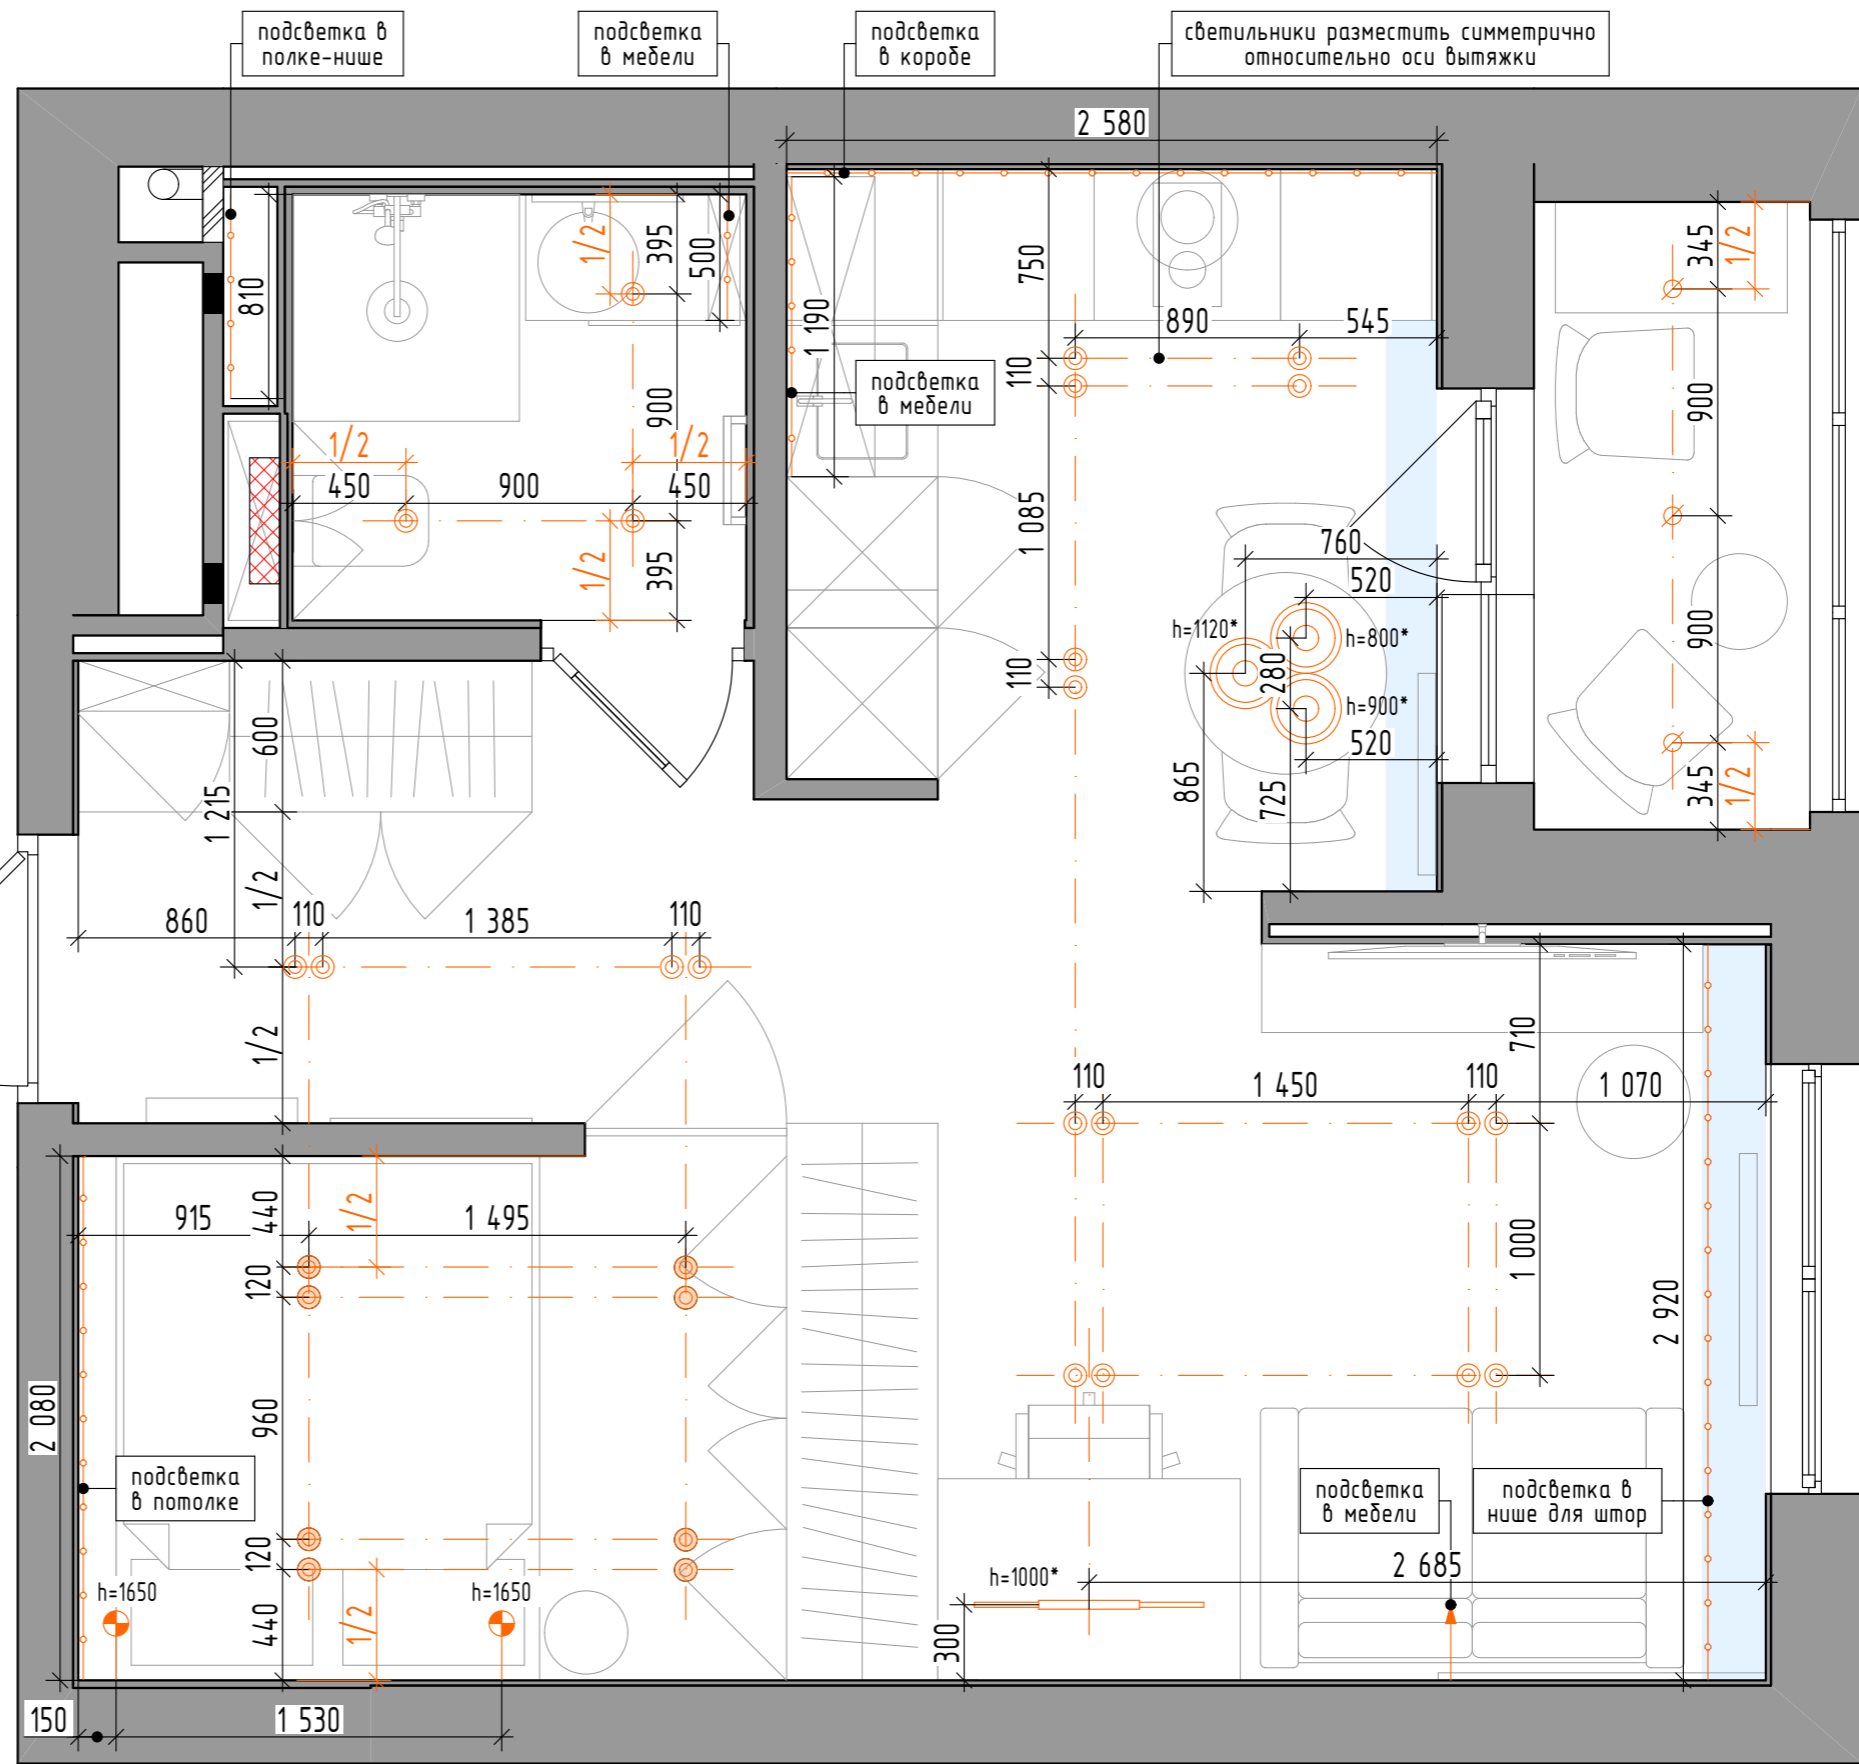 подсветка в
полке-нише
подсветка
в мебели
подсветка
в коробе
светильники разместить симметрично
относительно оси вытяжки
2 580
1/2
395
500
810
900
1/2
1/2
450
900
450
1/2
395
750
1 190
890
545
110
подсветка
в мебели
1 085
110
760
520
h=1120*
h=800*
280
h=900*
520
865
725
345
1/2
900
900
345
1/2
600
1 215
1/2
860
110
1 385
110
1/2
710
110
1 450
110
1 070
1 000
2 920
440
1/2
915
1 495
120
2 080
960
подсветка
в потолке
120
h=1650
h=1650
440
1/2
150
1 530
подсветка
в мебели
подсветка в
нише для штор
2 685
h=1000*
300